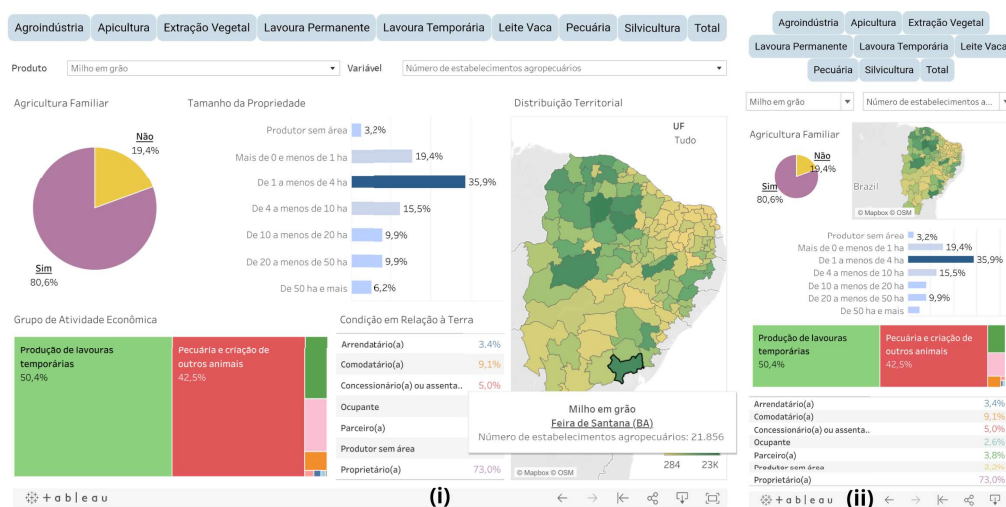 Agroindústria Apicultura Extração Vegetal Lavoura Permanente Lavoura Temporária Leite Vaca Pecuária Silvicultura Total
Produto Milho em grão Variável Número de estabelecimentos agropecuários
Agricultura Familiar
Não
19,4%
Sim
80,6%
Tamanho da Propriedade
Produtor sem área 3,2%
Mais de 0 e menos de 1 ha 19,4%
De 1 a menos de 4 ha 35,9%
De 4 a menos de 10 ha 15,5%
De 10 a menos de 20 ha 9,9%
De 20 a menos de 50 ha 9,9%
De 50 ha e mais 6,2%
Distribuição Territorial
UF
Tudo
Grupo de Atividade Econômica
Produção de lavouras
temporárias
50,4%
Pecuária e criação de
outros animais
42,5%
Condição em Relação à Terra
Arrendatário(a) 3,4%
Comodatário(a) 9,1%
Concessionário(a) ou assenta.. 5,0%
Ocupante
Parceiro(a)
Produtor sem área
Proprietário(a) 73,0%
Milho em grão
Feira de Santana (BA)
Número de estabelecimentos agropecuários: 21.856
© Mapbox © OSM
284 23K
+ableau
(i)
Agroindústria Apicultura Extração Vegetal
Lavoura Permanente Lavoura Temporária Leite Vaca
Pecuária Silvicultura Total
Milho em grão Número de estabelecimentos a...
Agricultura Familiar
Não
19,4%
Sim
80,6%
Brazil
© Mapbox © OSM
Produtor sem área 3,2%
Mais de 0 e menos de 1 ha 19,4%
De 1 a menos de 4 ha 35,9%
De 4 a menos de 10 ha 15,5%
De 10 a menos de 20 ha
De 20 a menos de 50 ha 9,9%
De 50 ha e mais
Produção de lavouras
temporárias
50,4%
Pecuária e criação de
outros animais
42,5%
Arrendatário(a) 3,4%
Comodatário(a) 9,1%
Concessionário(a) ou assenta.. 5,0%
Ocupante 2,6%
Parceiro(a) 3,8%
Produtor sem área 3,2%
Proprietário(a) 73,0%
+ableau
(ii)